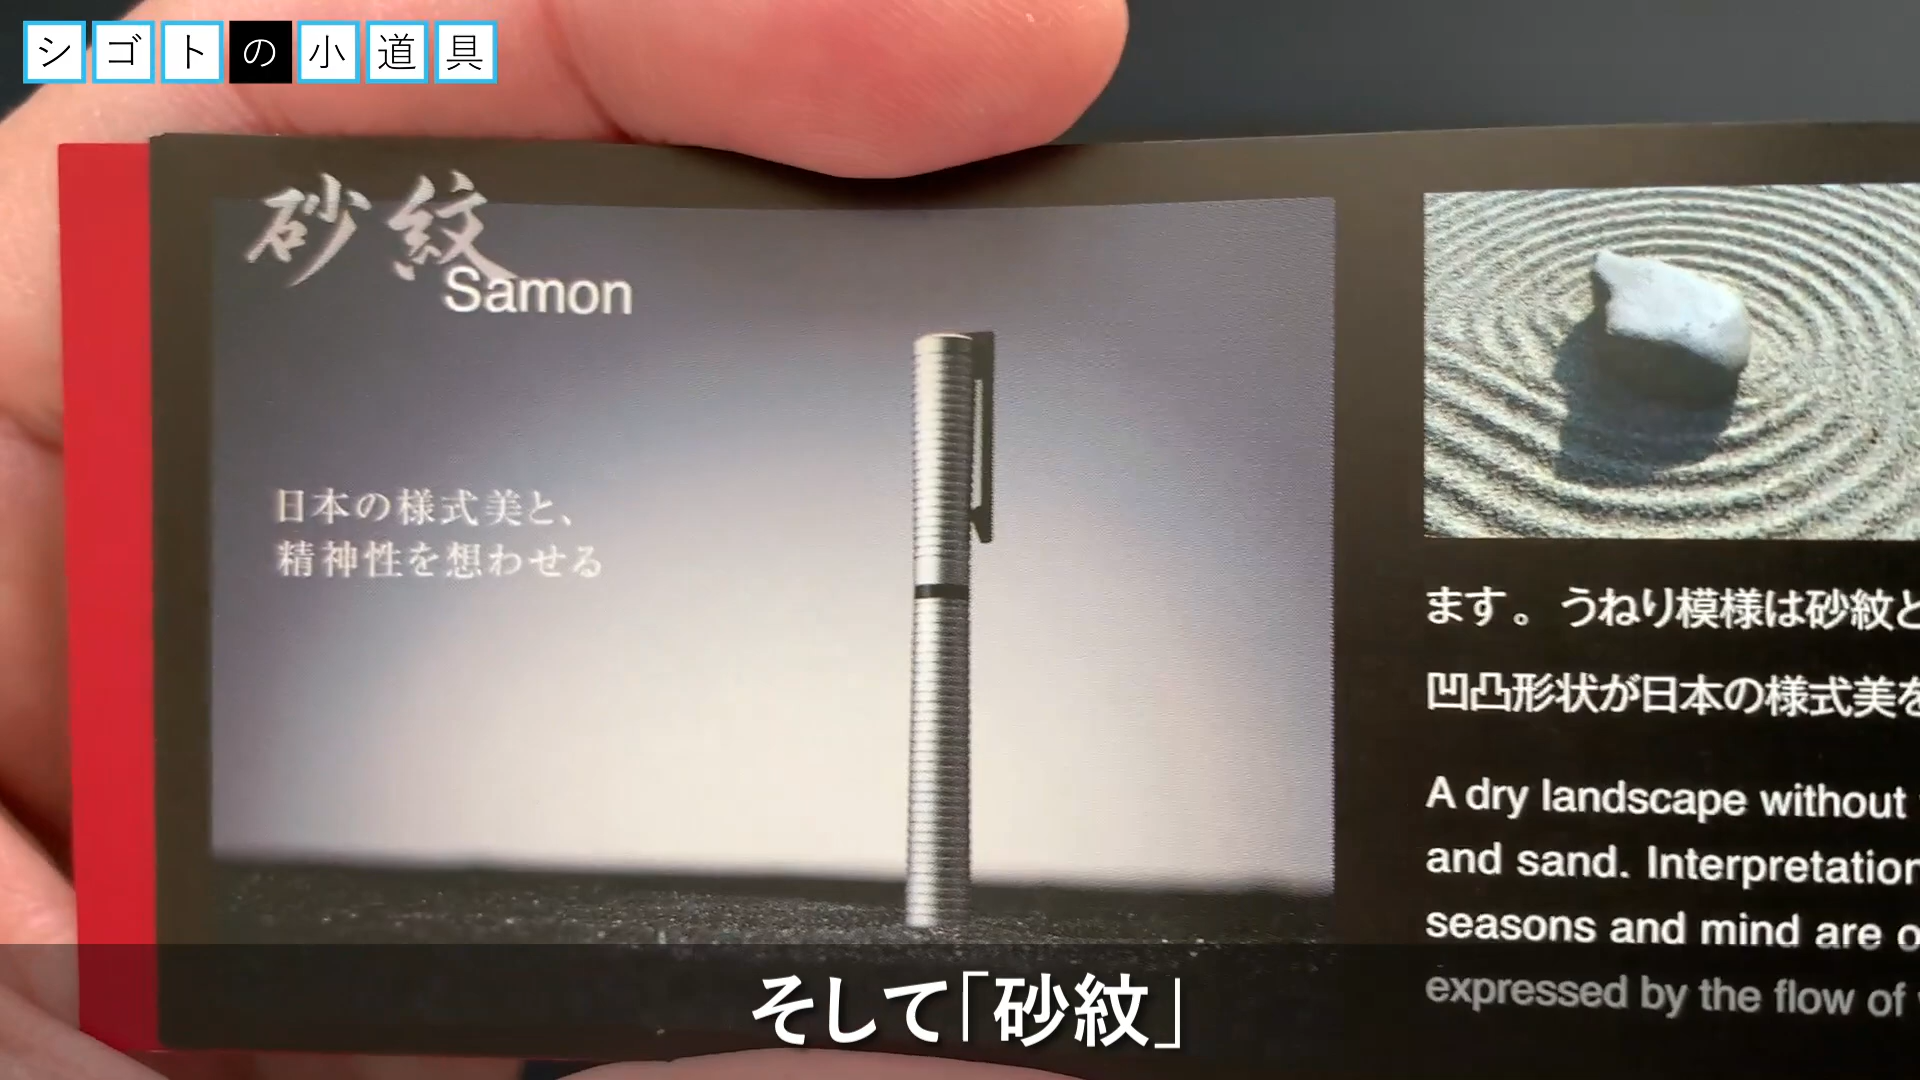 シゴトの小道具
砂紋
Samon
日本の様式美と、
精神性を想わせる
ます。うねり模様は砂紋と
凹凸形状が日本の様式美を
A dry landscape without
and sand. Interpretation
seasons and mind are
expressed by the flow of
そして「砂紋」